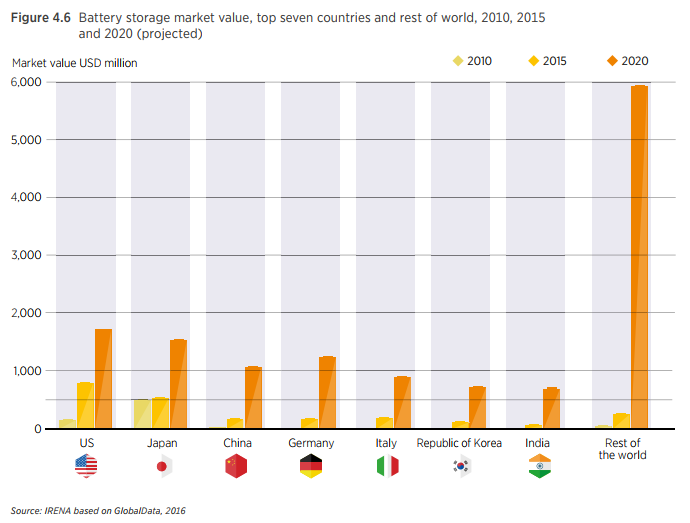 Figure 4.6 Battery storage market value, top seven countries and rest of world, 2010, 2015
and 2020 (projected)
Market value USD million
2010 2015 2020
6,000
5,000
4,000
3,000
2,000
1,000
0
US Japan China Germany Italy Republic of Korea India Rest of
the world
Source: IRENA based on GlobalData, 2016